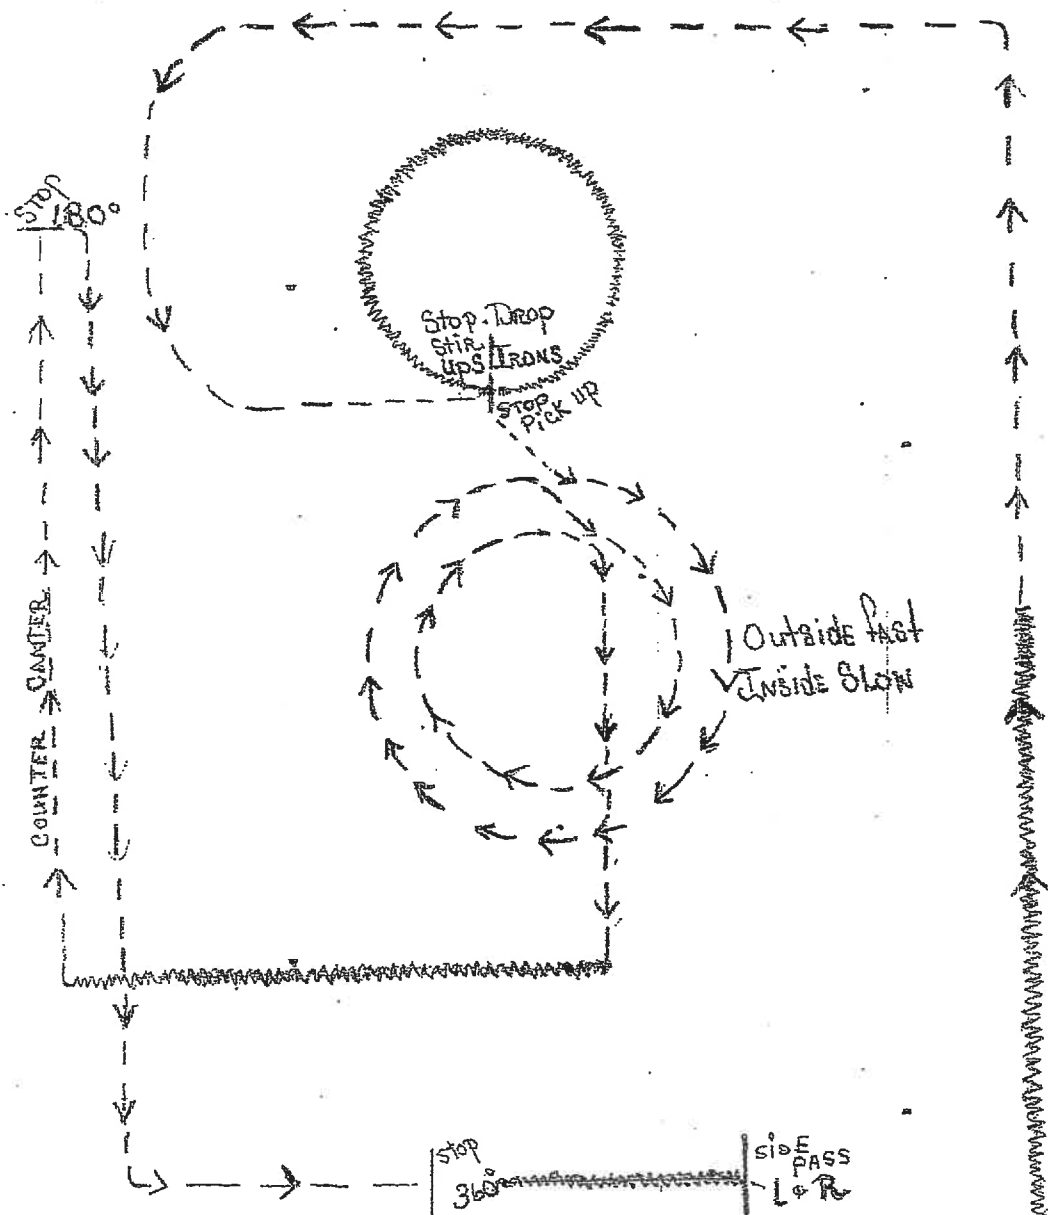 STOP
180°
Stop. DROP
STIR IRONS
UPS
STOP
PiCK UP
Outside fast
INSIDE SLOW
COUNTER CANTER
Stop
360°
SIDE
PASS
L & R